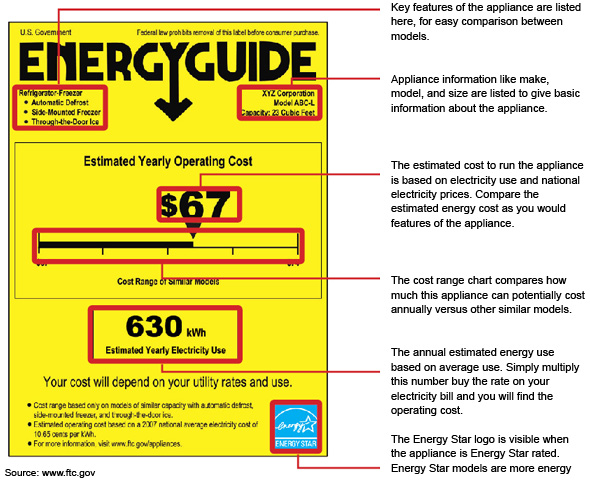 U.S. Government
Federal law prohibits removal of this label before consumer purchase.
ENERGYGUIDE
Refrigerator-Freezer
• Automatic Defrost
• Side-Mounted Freezer
• Through-the-Door Ice
XYZ Corporation
Model ABC-L
Capacity: 23 Cubic Feet
Estimated Yearly Operating Cost
$67
Cost Range of Similar Models
630 kWh
Estimated Yearly Electricity Use
Your cost will depend on your utility rates and use.
• Cost range based only on models of similar capacity with automatic defrost,
side-mounted freezer, and through-the-door ice.
• Estimated operating cost based on a 2007 national average electricity cost of
10.65 cents per kWh.
• For more information, visit www.ftc.gov/appliances.
energy
ENERGY STAR
Source: www.ftc.gov
Key features of the appliance are listed
here, for easy comparison between
models.
Appliance information like make,
model, and size are listed to give basic
information about the appliance.
The estimated cost to run the appliance
is based on electricity use and national
electricity prices. Compare the
estimated energy cost as you would
features of the appliance.
The cost range chart compares how
much this appliance can potentially cost
annually versus other similar models.
The annual estimated energy use
based on average use. Simply multiply
this number buy the rate on your
electricity bill and you will find the
operating cost.
The Energy Star logo is visible when
the appliance is Energy Star rated.
Energy Star models are more energy